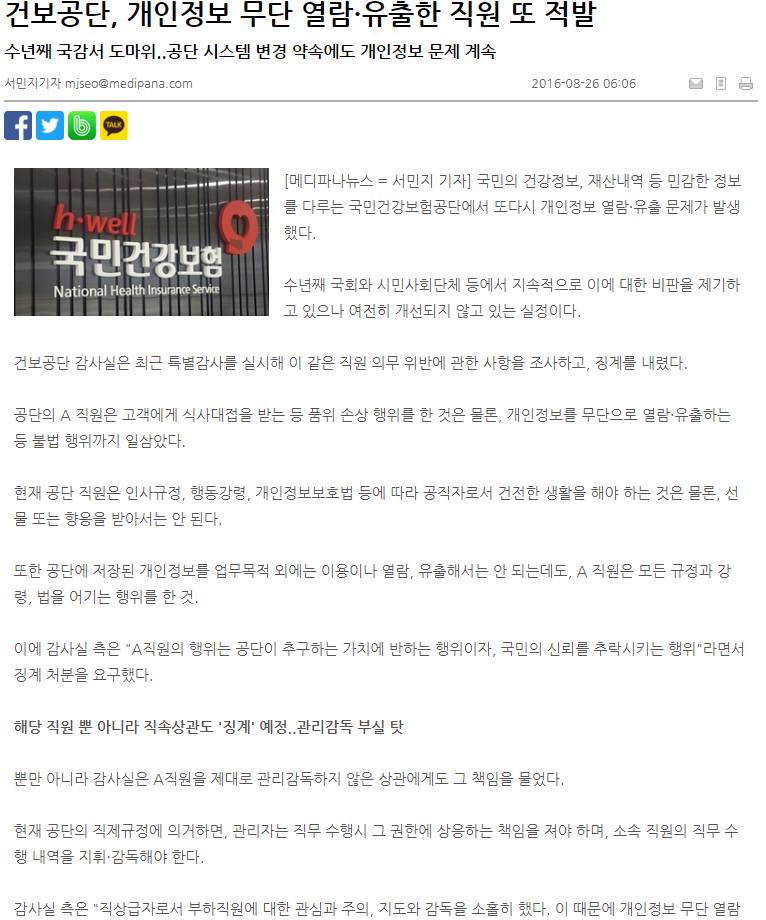 건보공단, 개인정보 무단 열람·유출한 직원 또 적발
수년째 국감서 도마위..공단 시스템 변경 약속에도 개인정보 문제 계속
서민지기자 mjseo@medipana.com
2016-08-26 06:06
TALK
h·well
국민건강보험
National Health Insurance Service
[메디파나뉴스 = 서민지 기자] 국민의 건강정보, 재산내역 등 민감한 정보
를 다루는 국민건강보험공단에서 또다시 개인정보 열람·유출 문제가 발생
했다.
수년째 국회와 시민사회단체 등에서 지속적으로 이에 대한 비판을 제기하
고 있으나 여전히 개선되지 않고 있는 실정이다.
건보공단 감사실은 최근 특별감사를 실시해 이 같은 직원 의무 위반에 관한 사항을 조사하고, 징계를 내렸다.
공단의 A 직원은 고객에게 식사대접을 받는 등 품위 손상 행위를 한 것은 물론, 개인정보를 무단으로 열람·유출하는
등 불법 행위까지 일삼았다.
현재 공단 직원은 인사규정, 행동강령, 개인정보보호법 등에 따라 공직자로서 건전한 생활을 해야 하는 것은 물론, 선
물 또는 향응을 받아서는 안 된다.
또한 공단에 저장된 개인정보를 업무목적 외에는 이용이나 열람, 유출해서는 안 되는데도, A 직원은 모든 규정과 강
령, 법을 어기는 행위를 한 것.
이에 감사실 측은 "A직원의 행위는 공단이 추구하는 가치에 반하는 행위이자, 국민의 신뢰를 추락시키는 행위"라면서
징계 처분을 요구했다.
해당 직원 뿐 아니라 직속상관도 '징계' 예정..관리감독 부실 탓
뿐만 아니라 감사실은 A직원을 제대로 관리감독하지 않은 상관에게도 그 책임을 물었다.
현재 공단의 직제규정에 의거하면, 관리자는 직무 수행시 그 권한에 상응하는 책임을 져야 하며, 소속 직원의 직무 수
행 내역을 지휘·감독해야 한다.
감사실 측은 "직상급자로서 부하직원에 대한 관심과 주의, 지도와 감독을 소홀히 했다. 이 때문에 개인정보 무단 열람